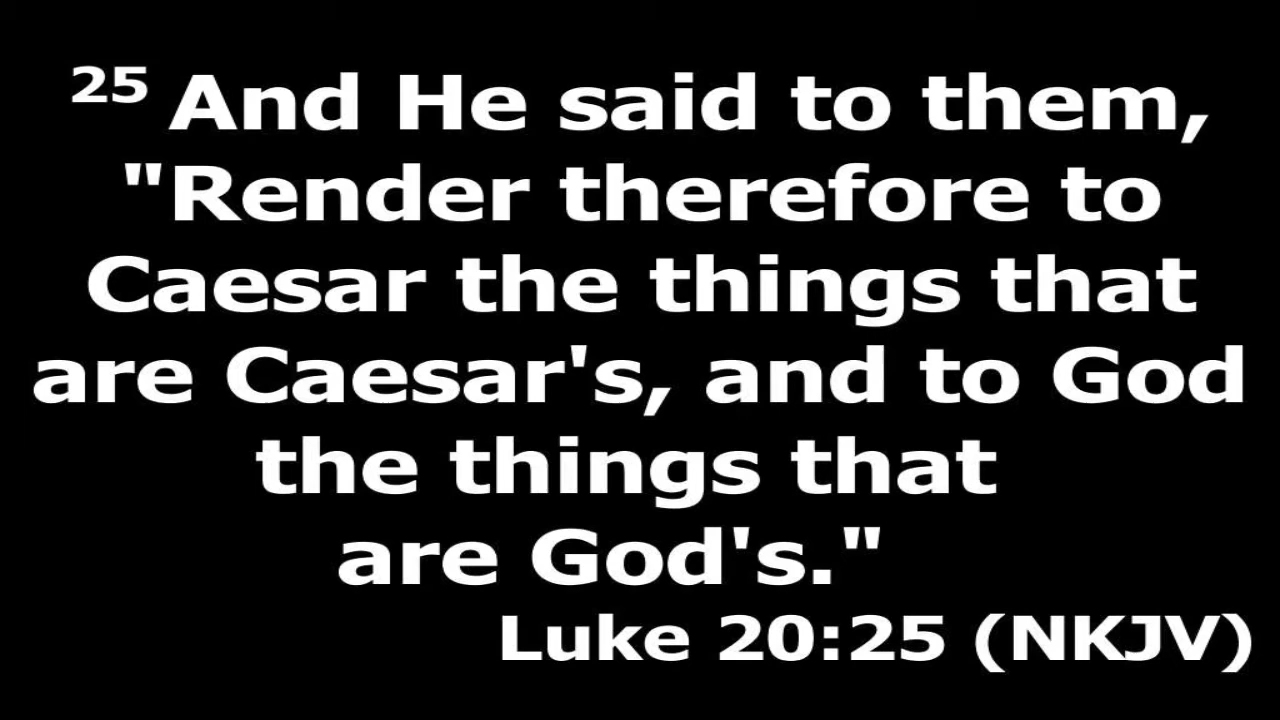 25 And He said to them,
"Render therefore to
Caesar the things that
are Caesar's, and to God
the things that
are God's."
Luke 20:25 (NKJV)